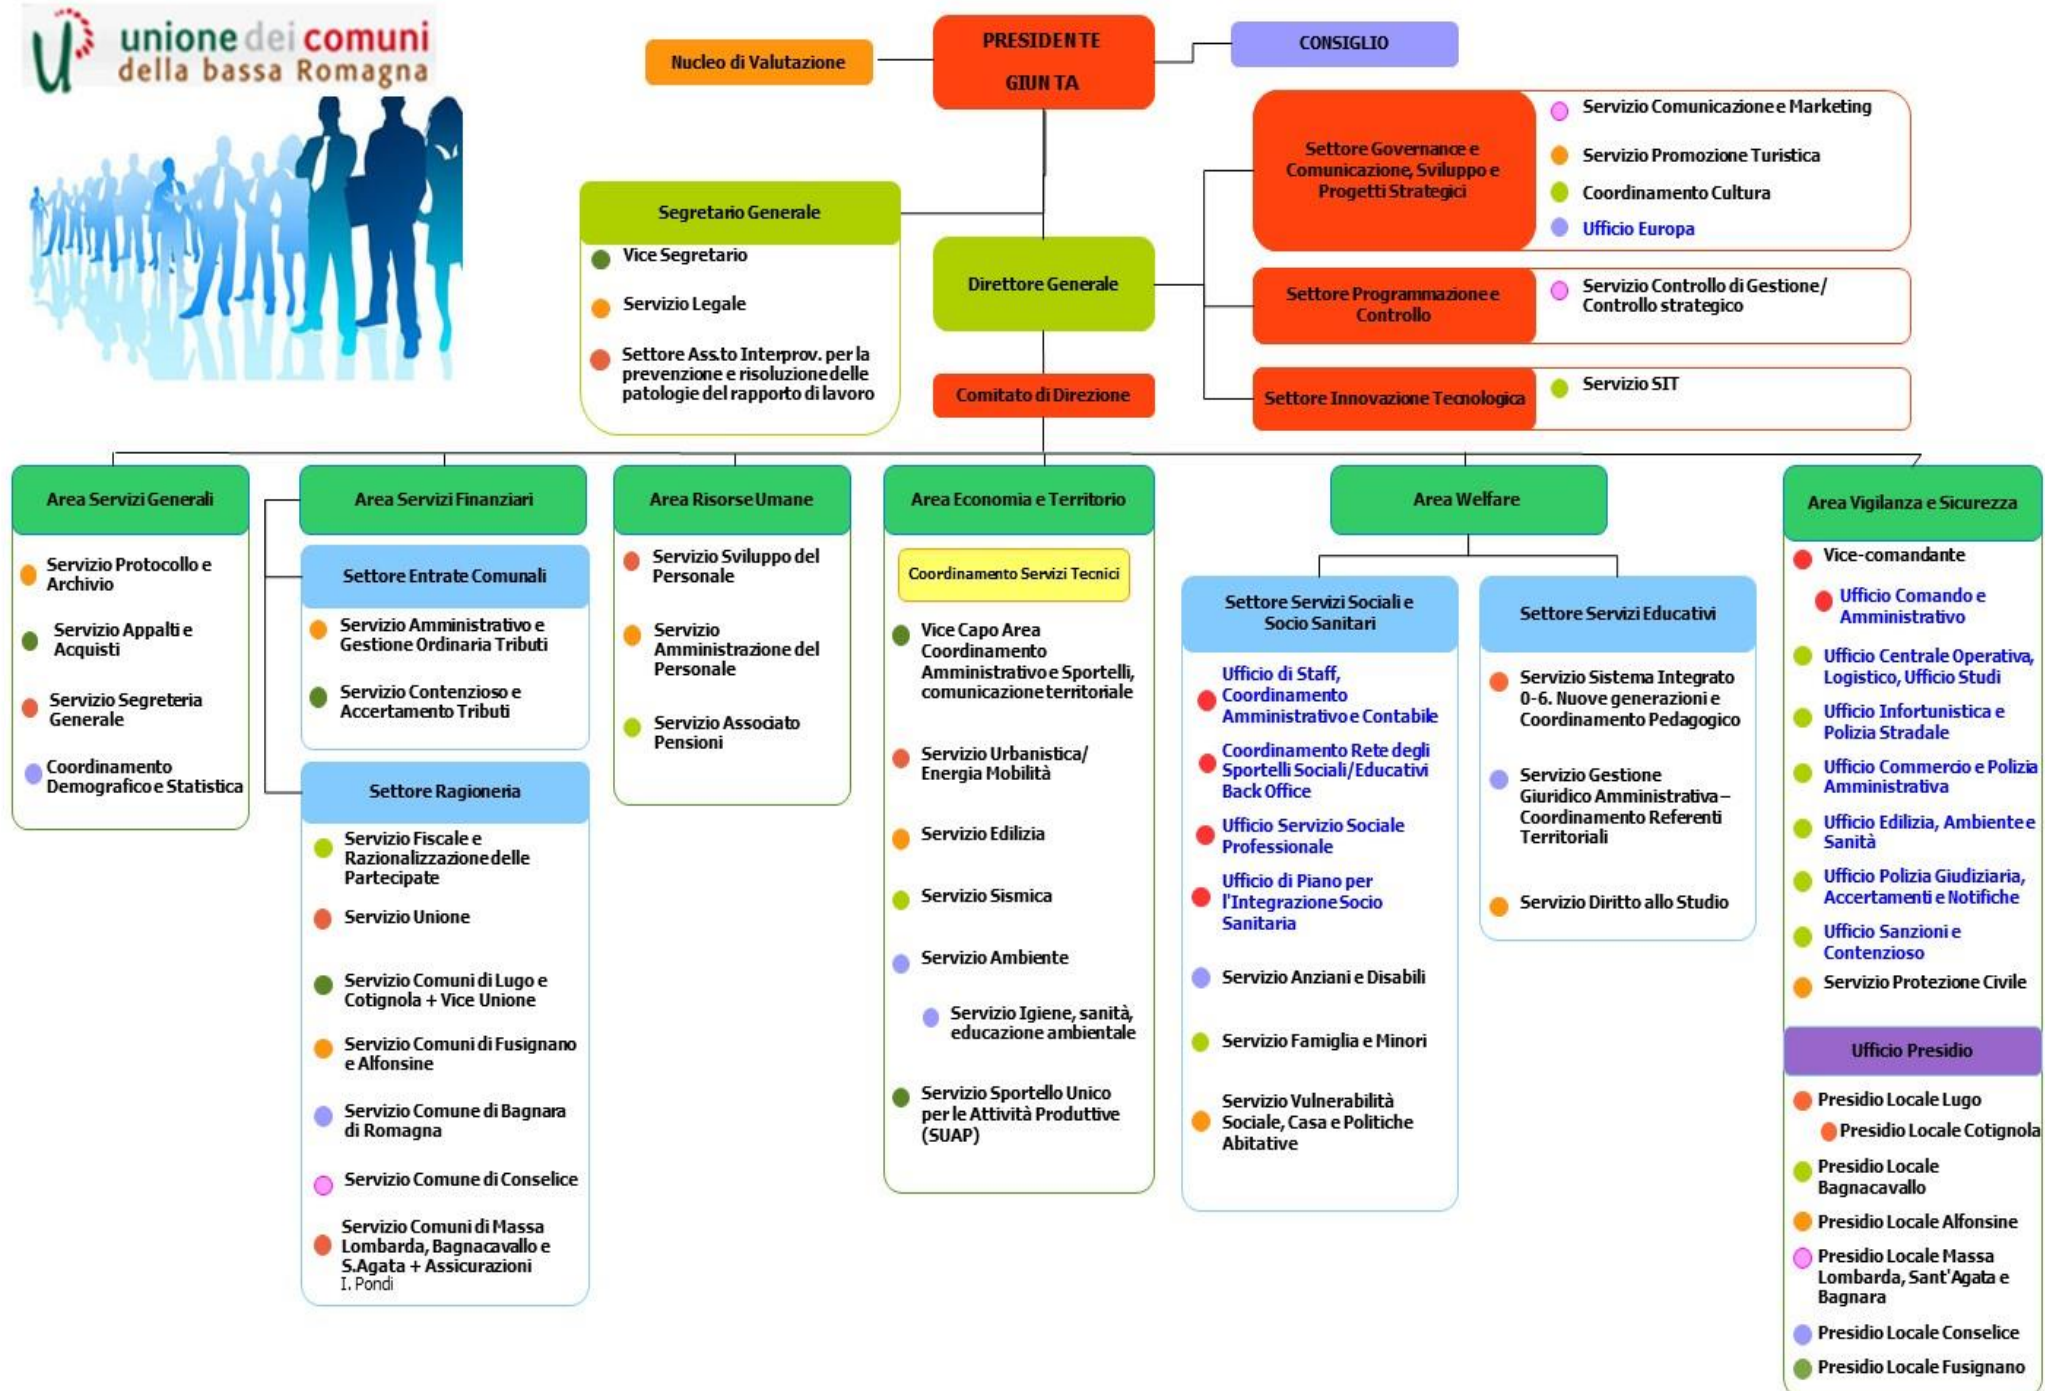 unione dei comuni
della bassa Romagna
Nucleo di Valutazione
PRESIDENTE
GIUNTA
CONSIGLIO
Settore Governance e
Comunicazione, Sviluppo e
Progetti Strategici
Servizio Comunicazione e Marketing
Servizio Promozione Turistica
Coordinamento Cultura
Ufficio Europa
Segretario Generale
Vice Segretario
Servizio Legale
Settore Ass.to Interprov. per la
prevenzione e risoluzione delle
patologie del rapporto di lavoro
Direttore Generale
Settore Programmazione e
Controllo
Servizio Controllo di Gestione/
Controllo strategico
Comitato di Direzione
Settore Innovazione Tecnologica
Servizio SIT
Area Servizi Generali
Servizio Protocollo e
Archivio
Servizio Appalti e
Acquisti
Servizio Segreteria
Generale
Coordinamento
Demografico e Statistica
Area Servizi Finanziari
Settore Entrate Comunali
Servizio Amministrativo e
Gestione Ordinaria Tributi
Servizio Contenzioso e
Accertamento Tributi
Settore Ragioneria
Servizio Fiscale e
Razionalizzazione delle
Partecipate
Servizio Unione
Servizio Comuni di Lugo e
Cotignola + Vice Unione
Servizio Comuni di Fusignano
e Alfonsine
Servizio Comune di Bagnara
di Romagna
Servizio Comune di Conselice
Servizio Comuni di Massa
Lombarda, Bagnacavallo e
S.Agata + Assicurazioni
I. Pondi
Area Risorse Umane
Servizio Sviluppo del
Personale
Servizio
Amministrazione del
Personale
Servizio Associato
Pensioni
Area Economia e Territorio
Coordinamento Servizi Tecnici
Vice Capo Area
Coordinamento
Amministrativo e Sportelli,
comunicazione territoriale
Servizio Urbanistica/
Energia Mobilità
Servizio Edilizia
Servizio Sismica
Servizio Ambiente
Servizio Igiene, sanità,
educazione ambientale
Servizio Sportello Unico
per le Attività Produttive
(SUAP)
Area Welfare
Settore Servizi Sociali e
Socio Sanitari
Ufficio di Staff,
Coordinamento
Amministrativo e Contabile
Coordinamento Rete degli
Sportelli Sociali/Educativi
Back Office
Ufficio Servizio Sociale
Professionale
Ufficio di Piano per
l'Integrazione Socio
Sanitaria
Servizio Anziani e Disabili
Servizio Famiglia e Minori
Servizio Vulnerabilità
Sociale, Casa e Politiche
Abitative
Settore Servizi Educativi
Servizio Sistema Integrato
0-6. Nuove generazioni e
Coordinamento Pedagogico
Servizio Gestione
Giuridico Amministrativa –
Coordinamento Referenti
Territoriali
Servizio Diritto allo Studio
Area Vigilanza e Sicurezza
Vice-comandante
Ufficio Comando e
Amministrativo
Ufficio Centrale Operativa,
Logistico, Ufficio Studi
Ufficio Infortunistica e
Polizia Stradale
Ufficio Commercio e Polizia
Amministrativa
Ufficio Edilizia, Ambiente e
Sanità
Ufficio Polizia Giudiziaria,
Accertamenti e Notifiche
Ufficio Sanzioni e
Contenzioso
Servizio Protezione Civile
Ufficio Presidio
Presidio Locale Lugo
Presidio Locale Cotignola
Presidio Locale
Bagnacavallo
Presidio Locale Alfonsine
Presidio Locale Massa
Lombarda, Sant'Agata e
Bagnara
Presidio Locale Conselice
Presidio Locale Fusignano